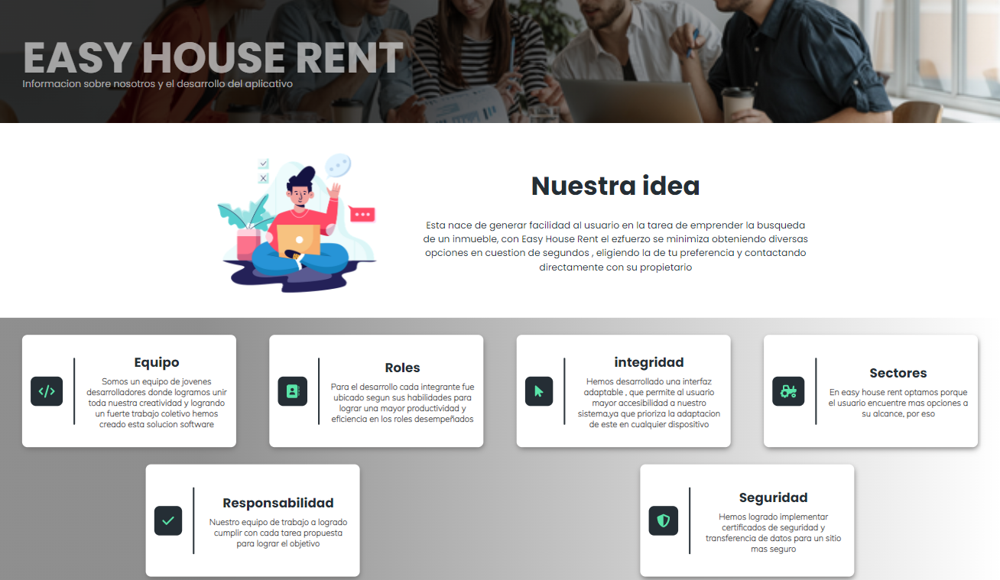 EASY HOUSE RENT
Informacion sobre nosotros y el desarrollo del aplicativo
Nuestra idea
Esta nace de generar facilidad al usuario en la tarea de emprender la busqueda
de un inmueble, con Easy House Rent el ezfuerzo se minimiza obteniendo diversas
opciones en cuestion de segundos , eligiendo la de tu preferencia y contactando
directamente con su propietario
Equipo
Somos un equipo de jovenes
desarrolladores donde logramos unir
toda nuestra creatividad y logrando
un fuerte trabajo coletivo hemos
creado esta solucion software
Roles
Para el desarrollo cada integrante fue
ubicado segun sus habilidades para
lograr una mayor productividad y
eficiencia en los roles desempeñados
integridad
Hemos desarrollado una interfaz
adaptable , que permite al usuario
mayor accesibilidad a nuestro
sistema,ya que prioriza la adaptacion
de este en cualquier dispositivo
Sectores
En easy house rent optamos porque
el usuario encuentre mas opciones a
su alcance, por eso
Responsabilidad
Nuestro equipo de trabajo a logrado
cumplir con cada tarea propuesta
para lograr el objetivo
Seguridad
Hemos logrado implementar
certificados de seguridad y
transferencia de datos para un sitio
mas seguro